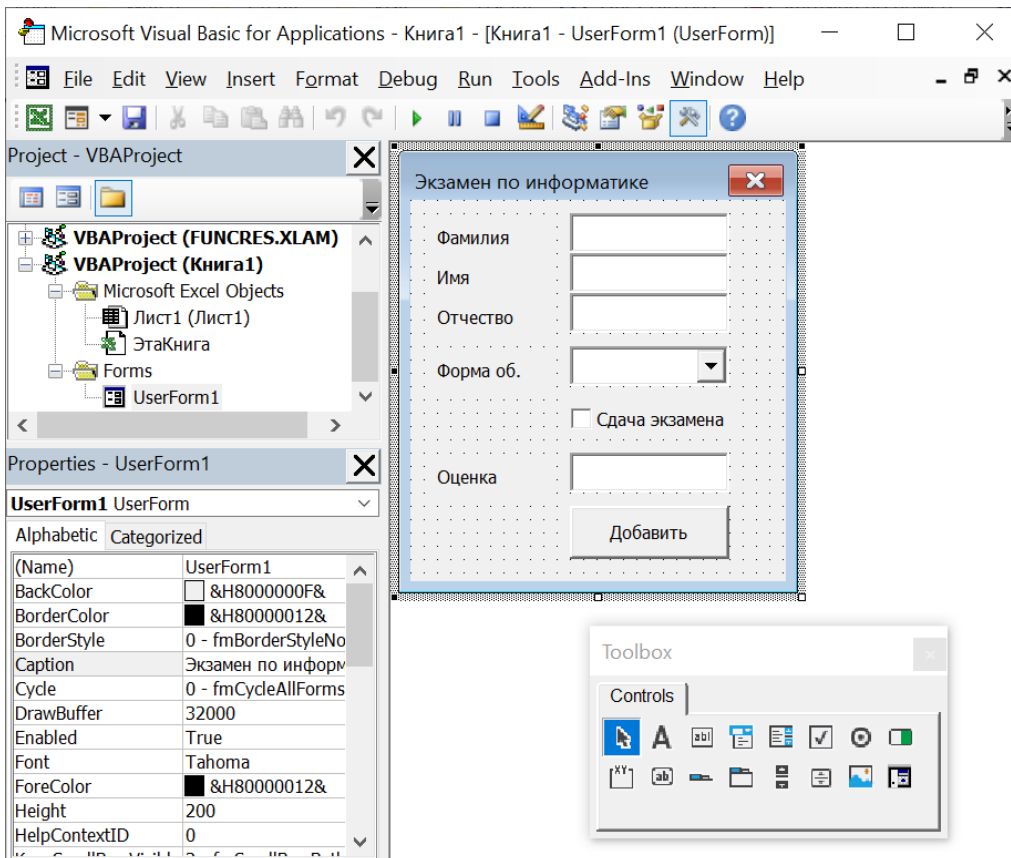 Microsoft Visual Basic for Applications - Книга1 - [Книга1 - UserForm1 (UserForm)]
File Edit View Insert Format Debug Run Tools Add-Ins Window Help
Project - VBAProject
VBAProject (FUNCRES.XLAM)
VBAProject (Книга1)
Microsoft Excel Objects
Лист1 (Лист1)
ЭтаКнига
Forms
UserForm1
Properties - UserForm1
UserForm1 UserForm
Alphabetic Categorized
(Name) UserForm1
BackColor &H8000000F&
BorderColor &H80000012&
BorderStyle 0 - fmBorderStyleNo
Caption Экзамен по информ
Cycle 0 - fmCycleAllForms
DrawBuffer 32000
Enabled True
Font Tahoma
ForeColor &H80000012&
Height 200
HelpContextID 0
Экзамен по информатике
Фамилия
Имя
Отчество
Форма об.
Сдача экзамена
Оценка
Добавить
Toolbox
Controls
A abl
XY ab